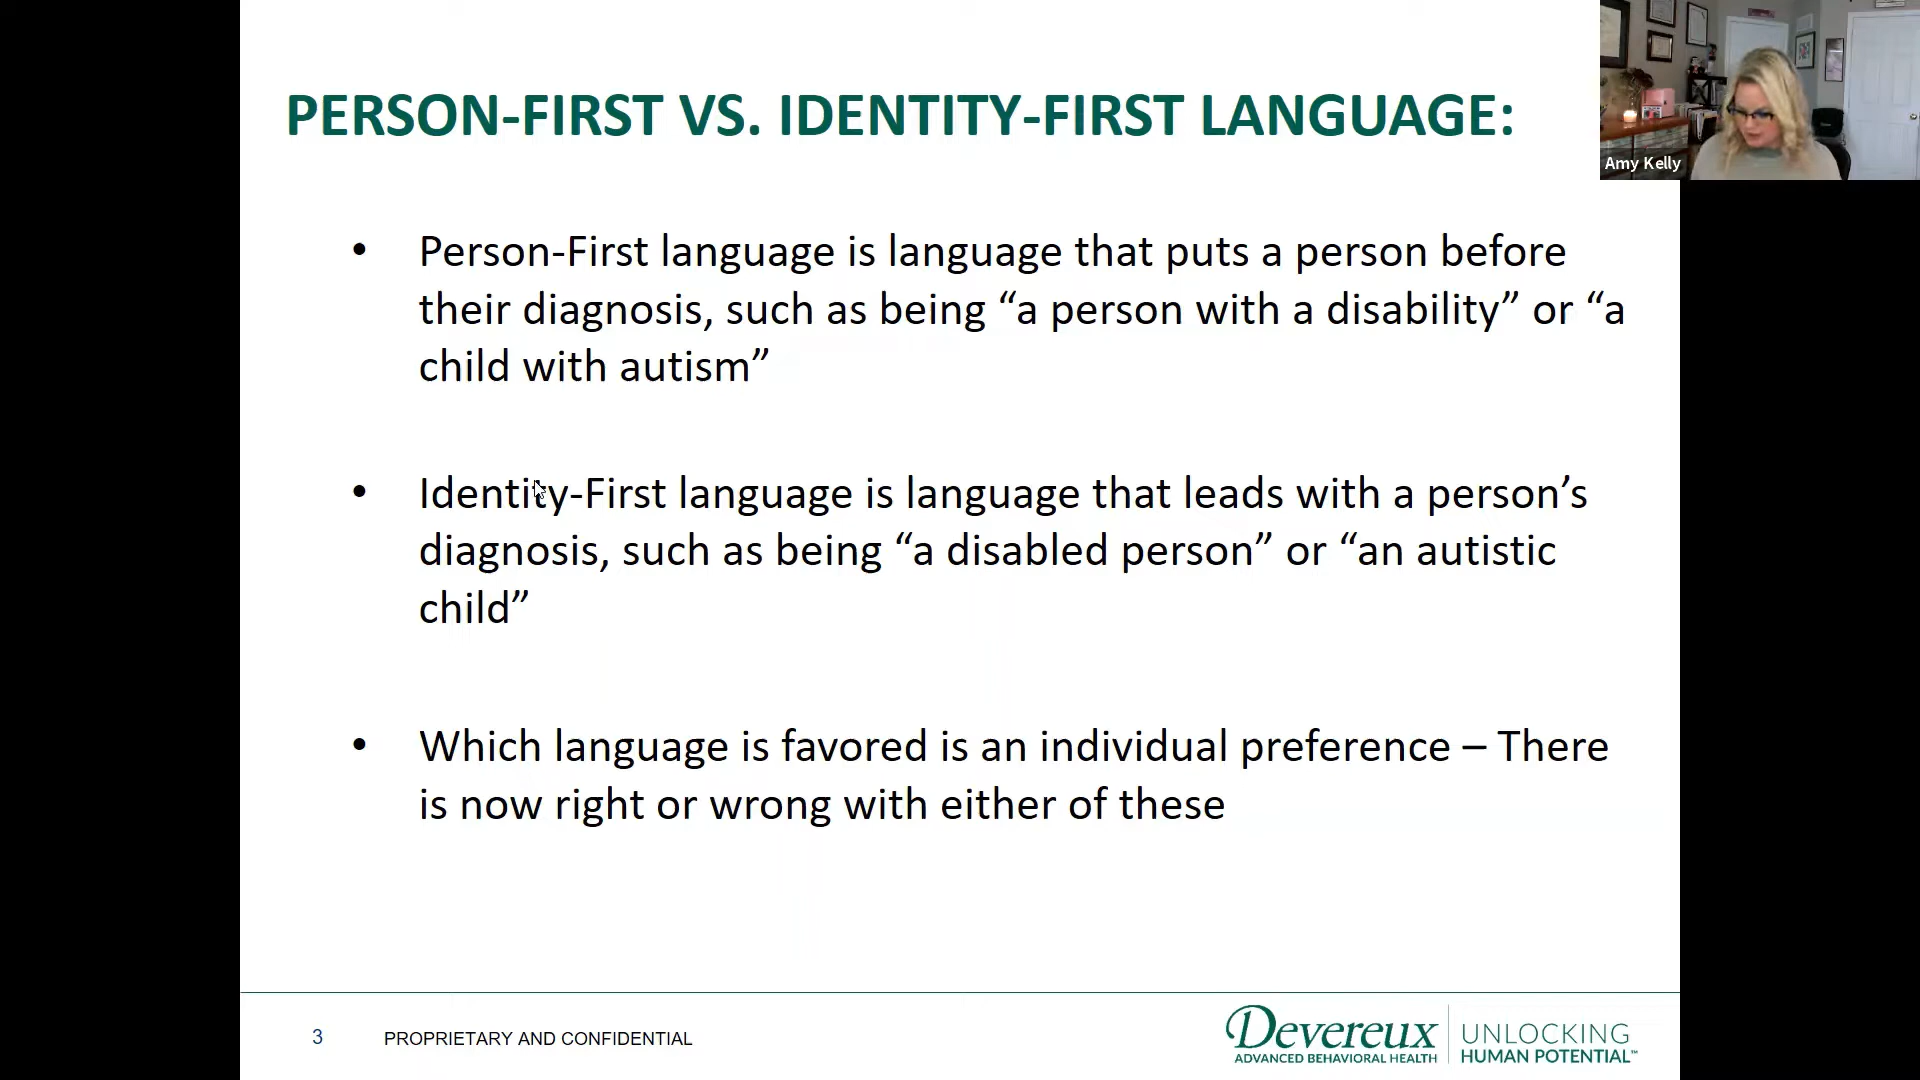 PERSON-FIRST VS. IDENTITY-FIRST LANGUAGE:
Amy Kelly
• Person-First language is language that puts a person before
their diagnosis, such as being “a person with a disability” or “a
child with autism”
• Identity-First language is language that leads with a person’s
diagnosis, such as being “a disabled person” or “an autistic
child”
• Which language is favored is an individual preference – There
is now right or wrong with either of these
3 PROPRIETARY AND CONFIDENTIAL
Devereux
ADVANCED BEHAVIORAL HEALTH
UNLOCKING
HUMAN POTENTIAL™